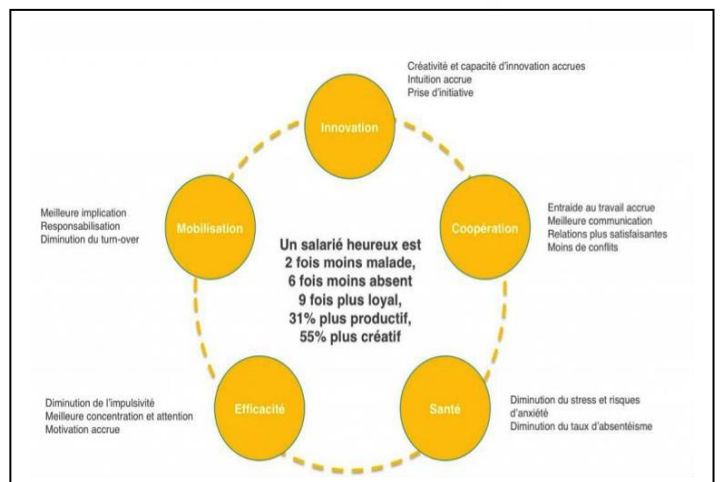 Créativité et capacité d'innovation accrues
Intuition accrue
Prise d'initiative
Innovation
Meilleure implication
Responsabilisation
Diminution du turn-over
Mobilisation
Coopération
Entraide au travail accrue
Meilleure communication
Relations plus satisfaisantes
Moins de conflits
Un salarié heureux est
2 fois moins malade,
6 fois moins absent
9 fois plus loyal,
31% plus productif,
55% plus créatif
Diminution de l'impulsivité
Meilleure concentration et attention
Motivation accrue
Efficacité
Santé
Diminution du stress et risques
d'anxiété
Diminution du taux d'absentéisme